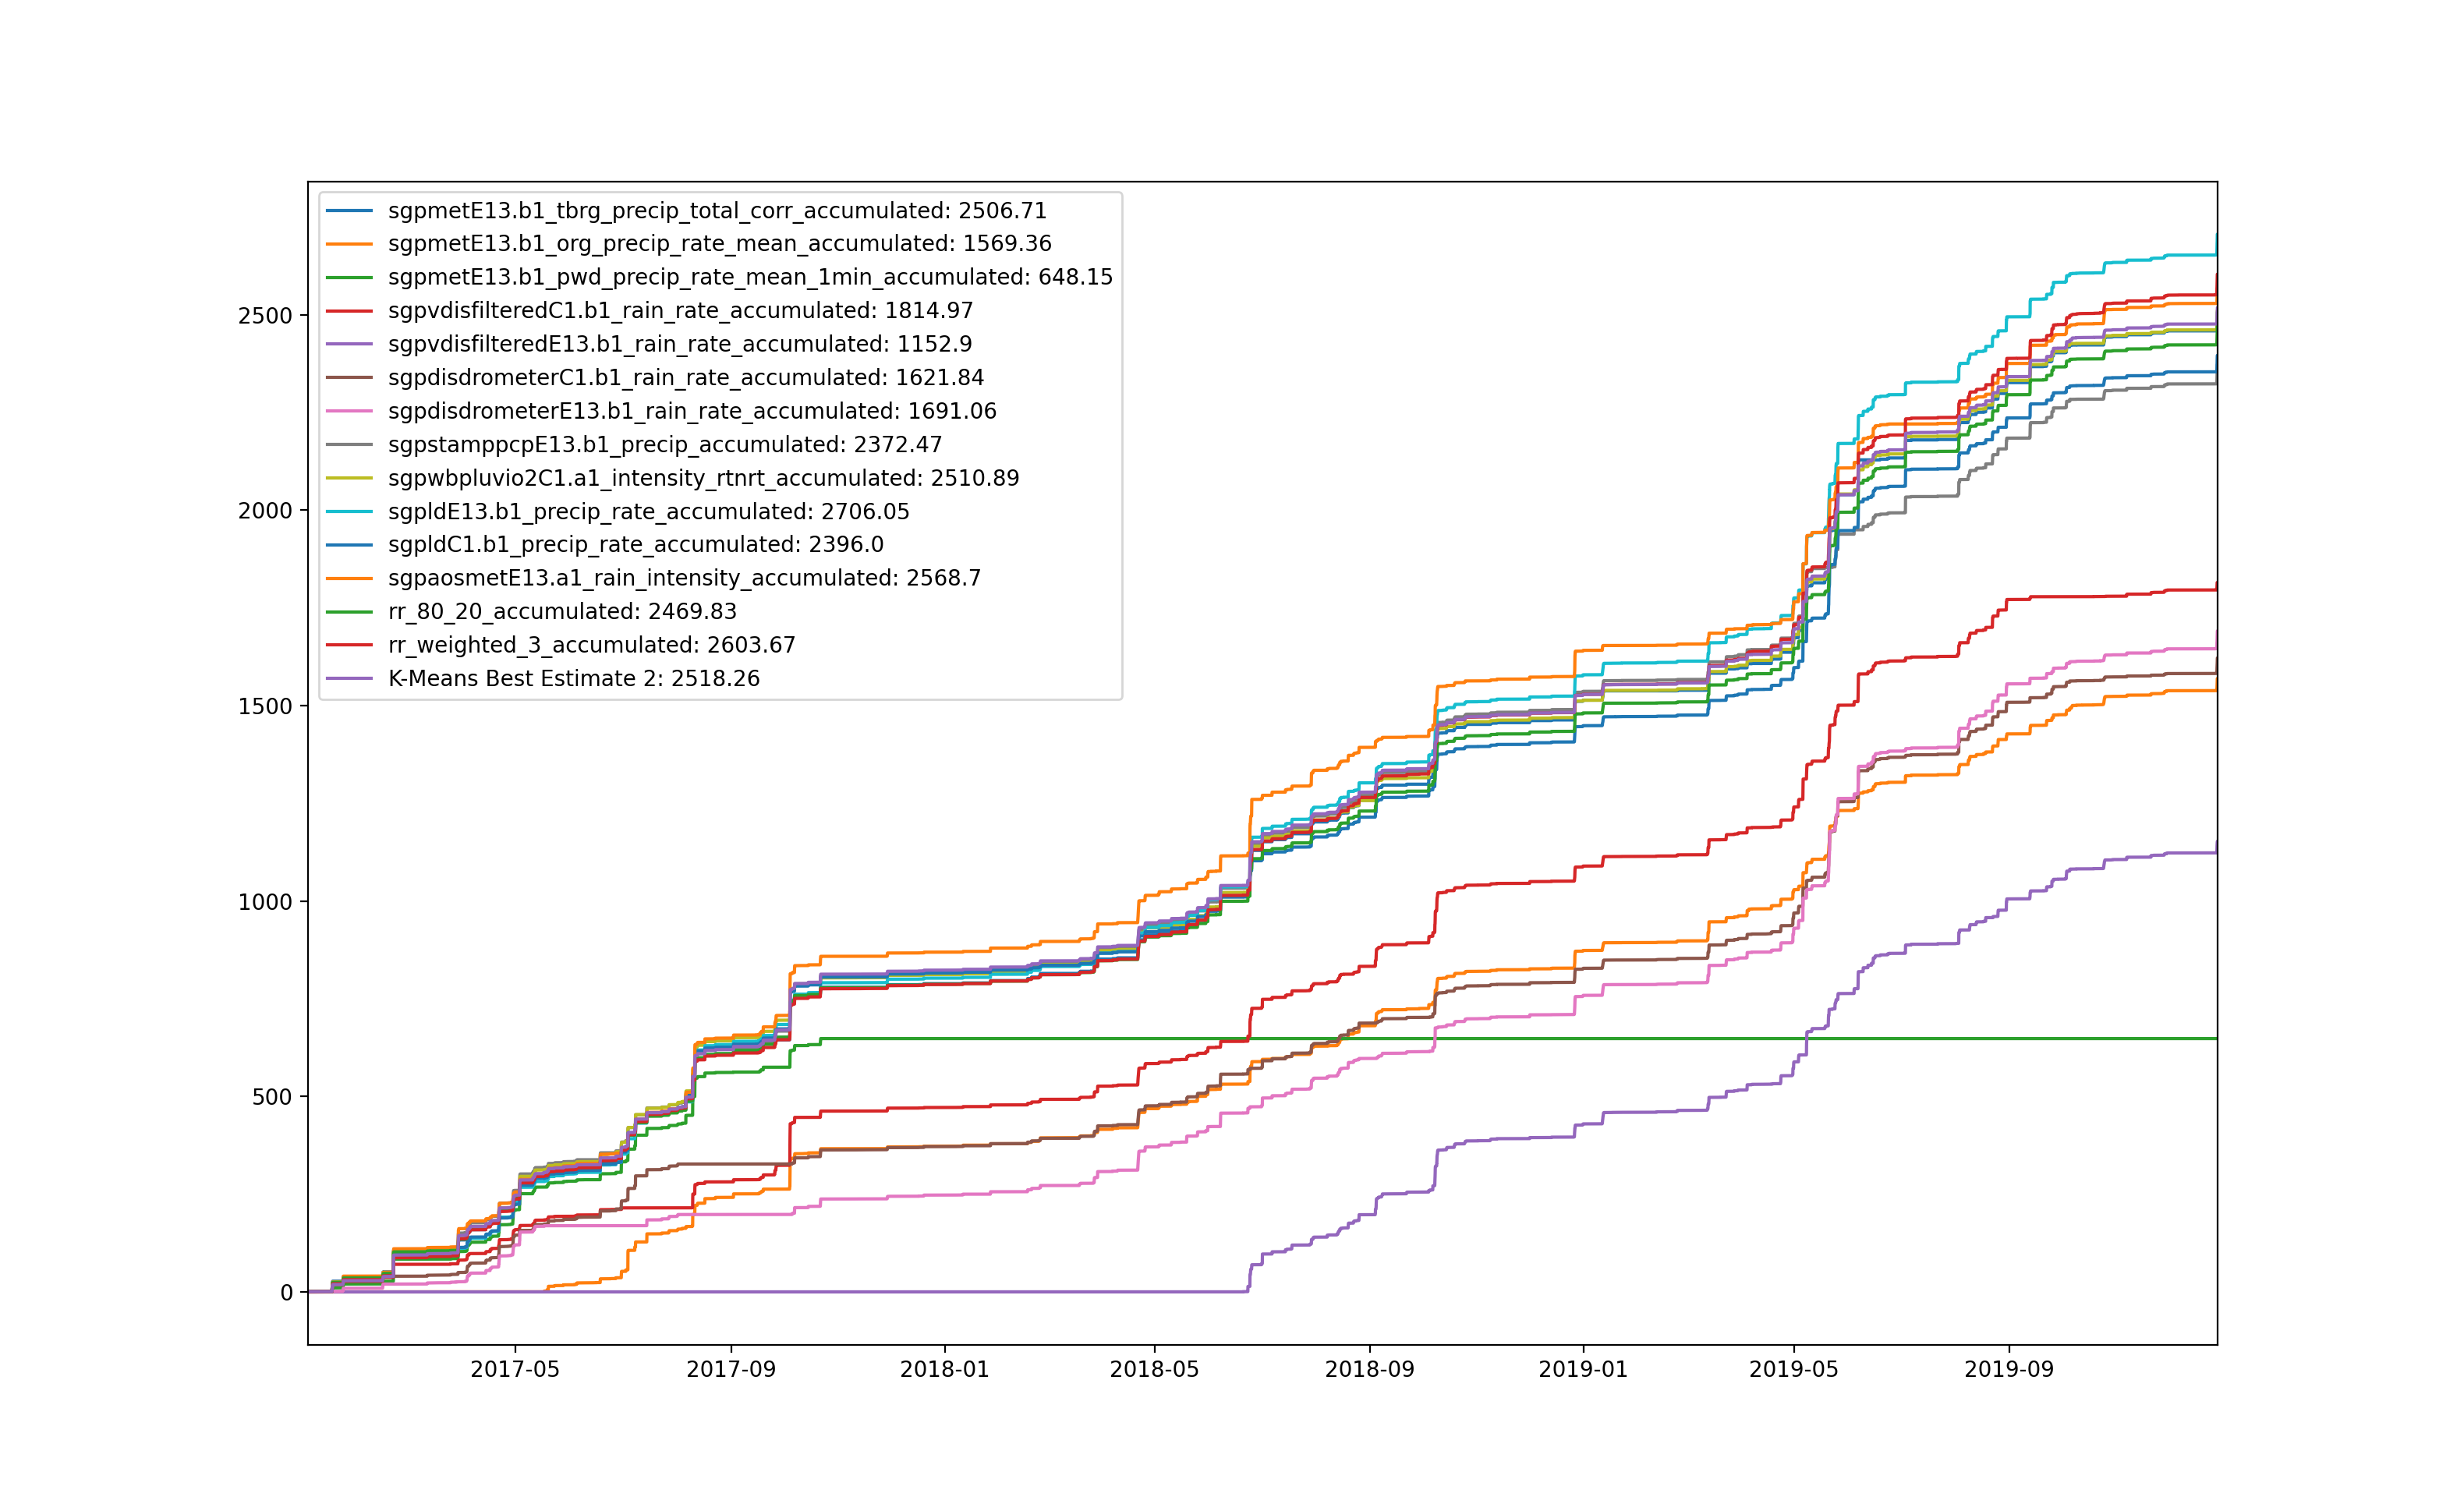 sgpmetE13.b1_tbrg_precip_total_corr_accumulated: 2506.71
sgpmetE13.b1_org_precip_rate_mean_accumulated: 1569.36
sgpmetE13.b1_pwd_precip_rate_mean_1min_accumulated: 648.15
sgpvdisfilteredC1.b1_rain_rate_accumulated: 1814.97
sgpvdisfilteredE13.b1_rain_rate_accumulated: 1152.9
sgpdisdrometerC1.b1_rain_rate_accumulated: 1621.84
sgpdisdrometerE13.b1_rain_rate_accumulated: 1691.06
sgpstamppcpE13.b1_precip_accumulated: 2372.47
sgpwbpluvio2C1.a1_intensity_rtnrt_accumulated: 2510.89
sgpldE13.b1_precip_rate_accumulated: 2706.05
sgpldC1.b1_precip_rate_accumulated: 2396.0
sgpaosmetE13.a1_rain_intensity_accumulated: 2568.7
rr_80_20_accumulated: 2469.83
rr_weighted_3_accumulated: 2603.67
K-Means Best Estimate 2: 2518.26
2500
2000
1500
1000
500
0
2017-05 2017-09 2018-01 2018-05 2018-09 2019-01 2019-05 2019-09